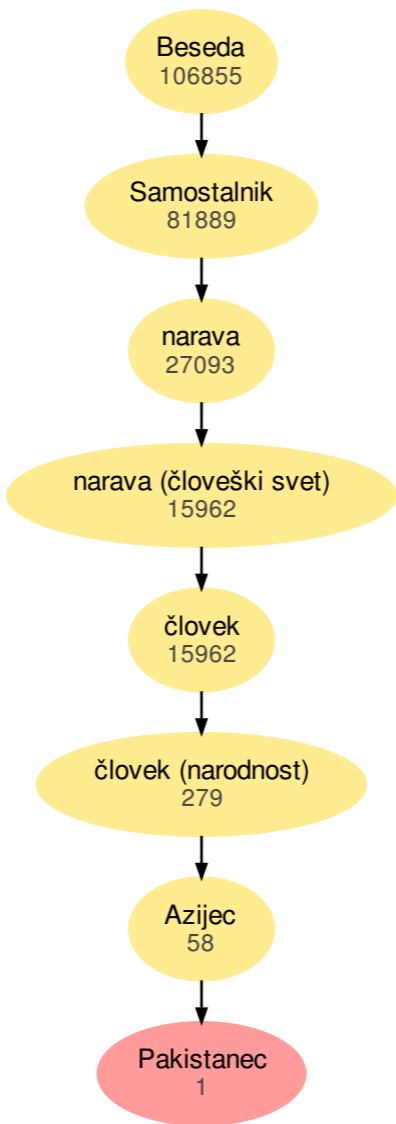 Beseda
106855
Samostalnik
81889
narava
27093
narava (človeški svet)
15962
človek
15962
človek (narodnost)
279
Azijec
58
Pakistanec
1